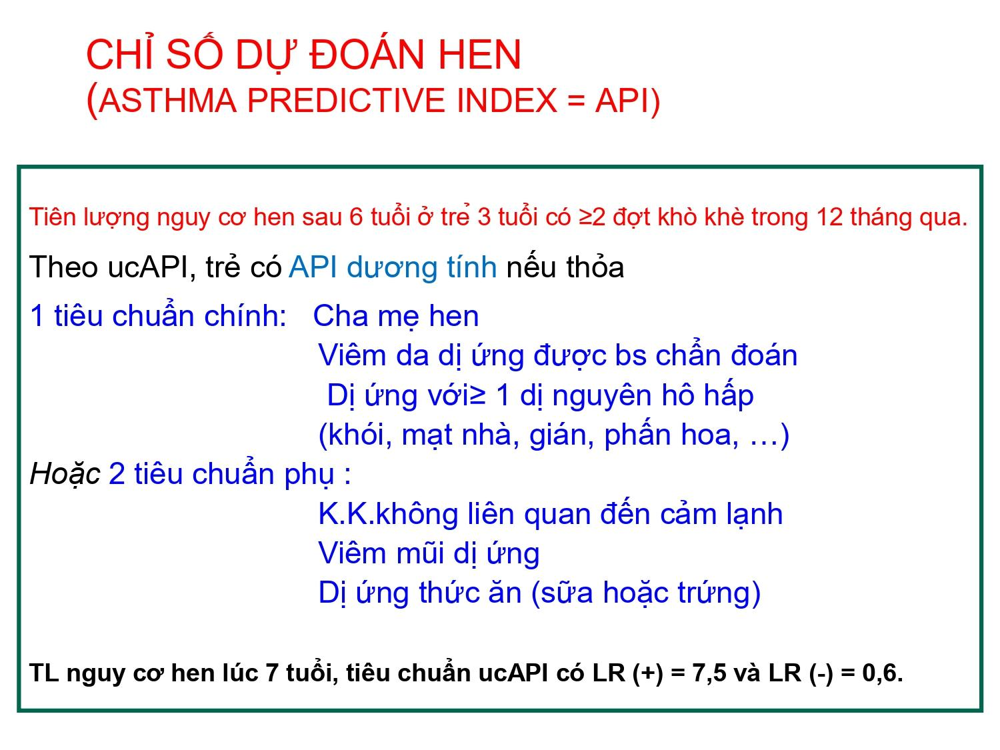 CHỈ SỐ DỰ ĐOÁN HEN
(ASTHMA PREDICTIVE INDEX = API)
Tiên lượng nguy cơ hen sau 6 tuổi ở trẻ 3 tuổi có ≥2 đợt khò khè trong 12 tháng qua.
Theo ucAPI, trẻ có API dương tính nếu thỏa
1 tiêu chuẩn chính: Cha mẹ hen
Viêm da dị ứng được bs chẩn đoán
Dị ứng với≥ 1 dị nguyên hô hấp
(khói, mạt nhà, gián, phấn hoa, …)
Hoặc 2 tiêu chuẩn phụ :
K.K.không liên quan đến cảm lạnh
Viêm mũi dị ứng
Dị ứng thức ăn (sữa hoặc trứng)
TL nguy cơ hen lúc 7 tuổi, tiêu chuẩn ucAPI có LR (+) = 7,5 và LR (-) = 0,6.